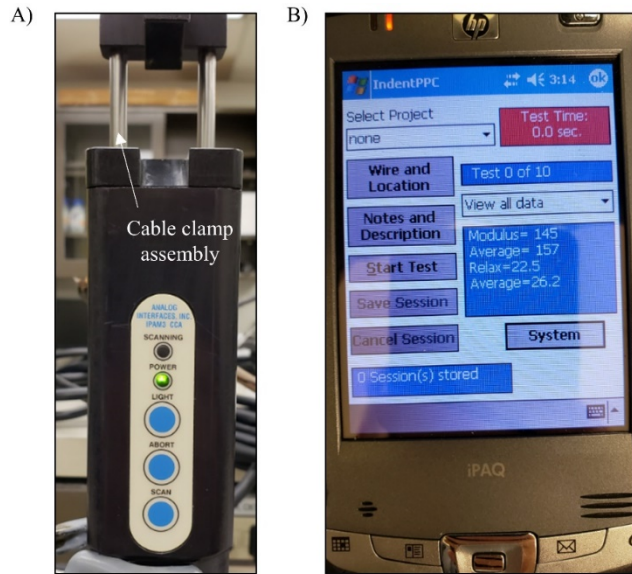 A)
Cable clamp
assembly
ANALOG
INTERFACES, INC
IPAM3 CCA
SCANNING
POWER
LIGHT
ABORT
SCAN
B)
hp
IndentPPC
3:14
ok
Select Project
none
Test Time:
0.0 sec.
Wire and
Location
Test 0 of 10
View all data
Notes and
Description
Modulus= 145
Average= 157
Relax=22.5
Average=26.2
Start Test
Save Session
Cancel Session
System
0 Session(s) stored
iPAQ